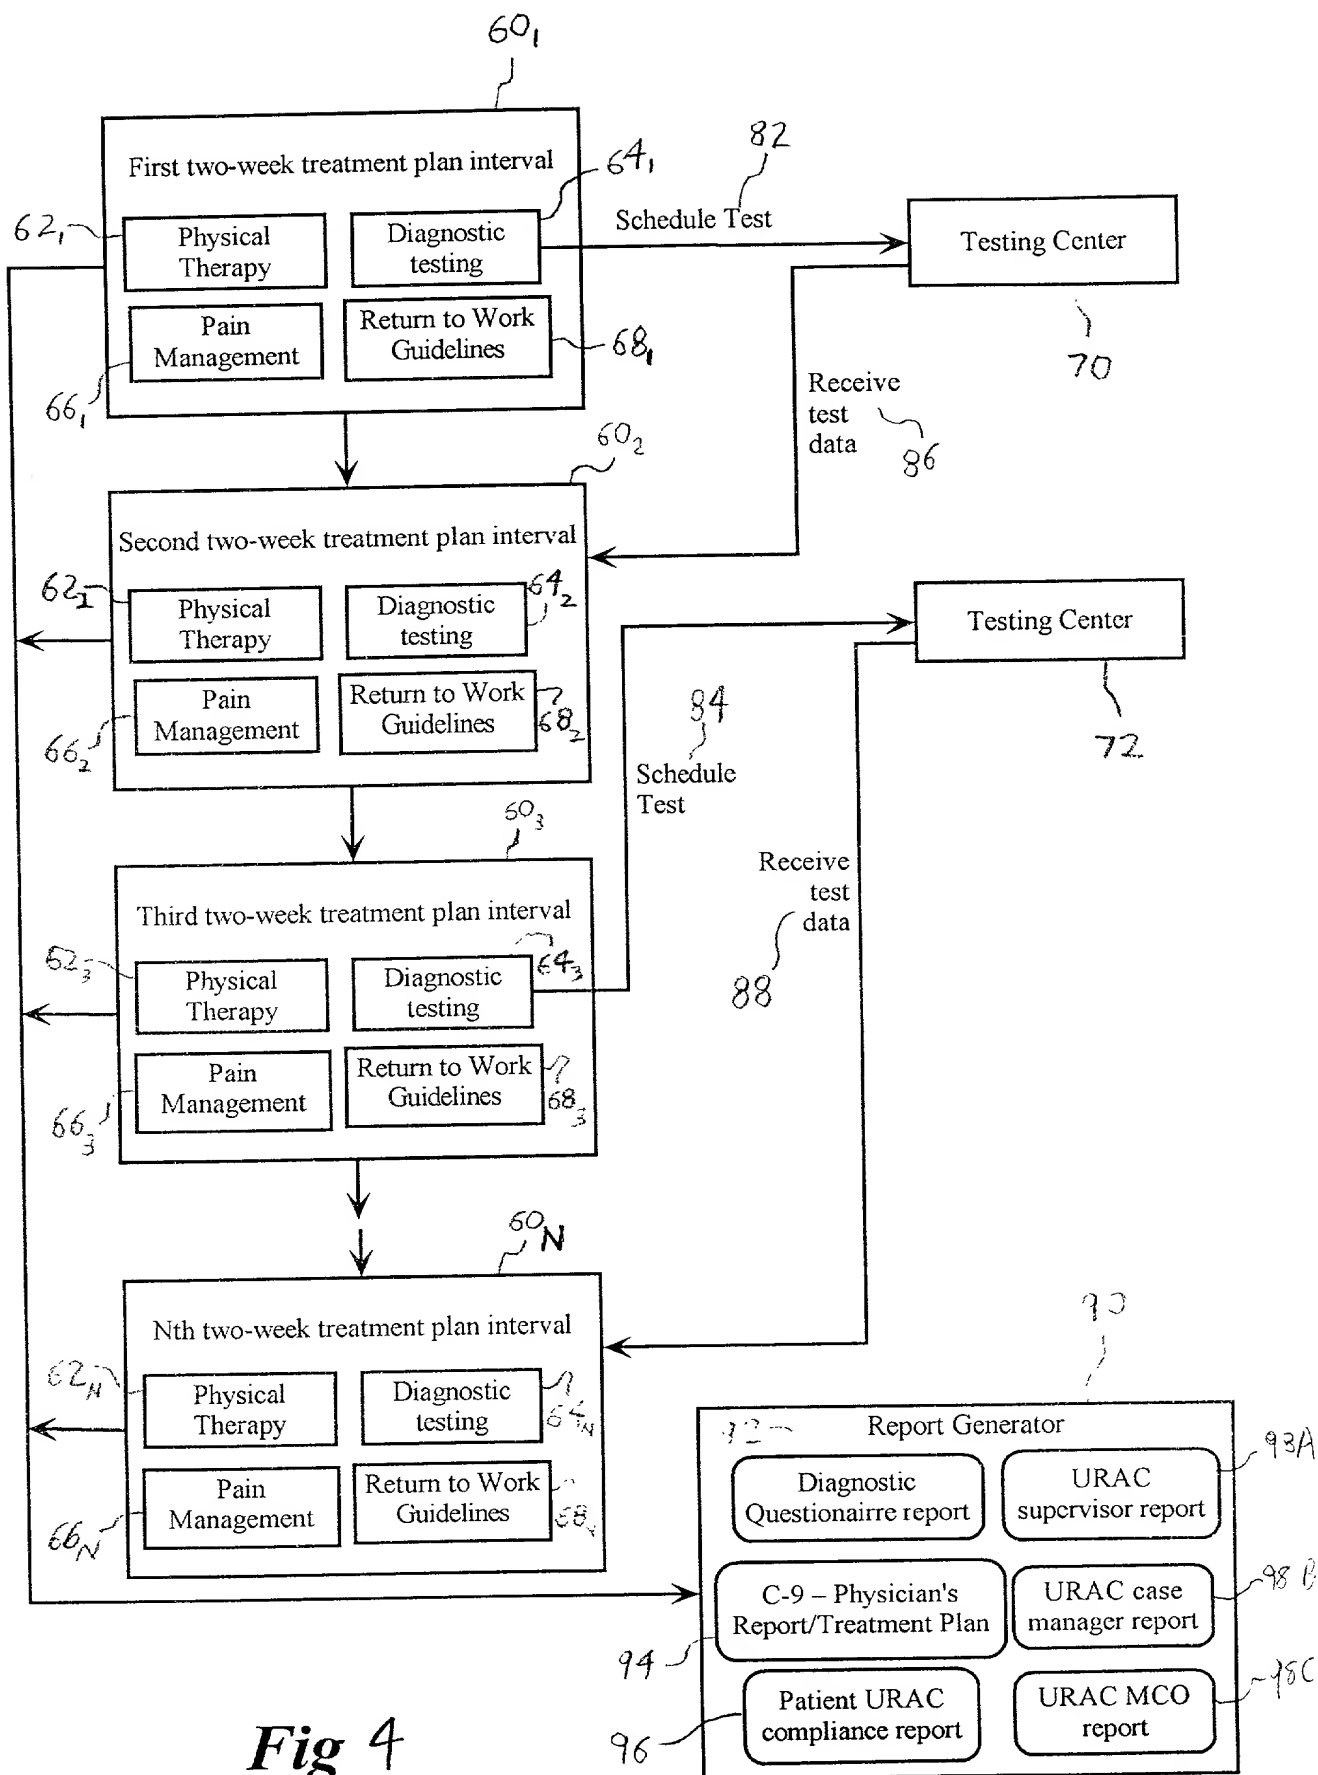 60₁
First two-week treatment plan interval
64₁
82
Schedule Test
Testing Center
62₁
Physical
Therapy
Diagnostic
testing
Pain
Management
Return to Work
Guidelines
68₁
66₁
70
Receive
test
data
86
60₂
Second two-week treatment plan interval
62₂
Physical
Therapy
Diagnostic
testing
64₂
Testing Center
Pain
Management
Return to Work
Guidelines
68₂
66₂
84
Schedule
Test
72
60₃
Third two-week treatment plan interval
62₃
Physical
Therapy
Diagnostic
testing
64₃
Receive
test
data
88
Pain
Management
Return to Work
Guidelines
68₃
66₃
60N
Nth two-week treatment plan interval
62N
Physical
Therapy
Diagnostic
testing
64N
Pain
Management
Return to Work
Guidelines
66N
90
92
Report Generator
93A
Diagnostic
Questionairre report
URAC
supervisor report
C-9 – Physician's
Report/Treatment Plan
URAC case
manager report
98B
94
Patient URAC
compliance report
URAC MCO
report
98C
96
Fig 4